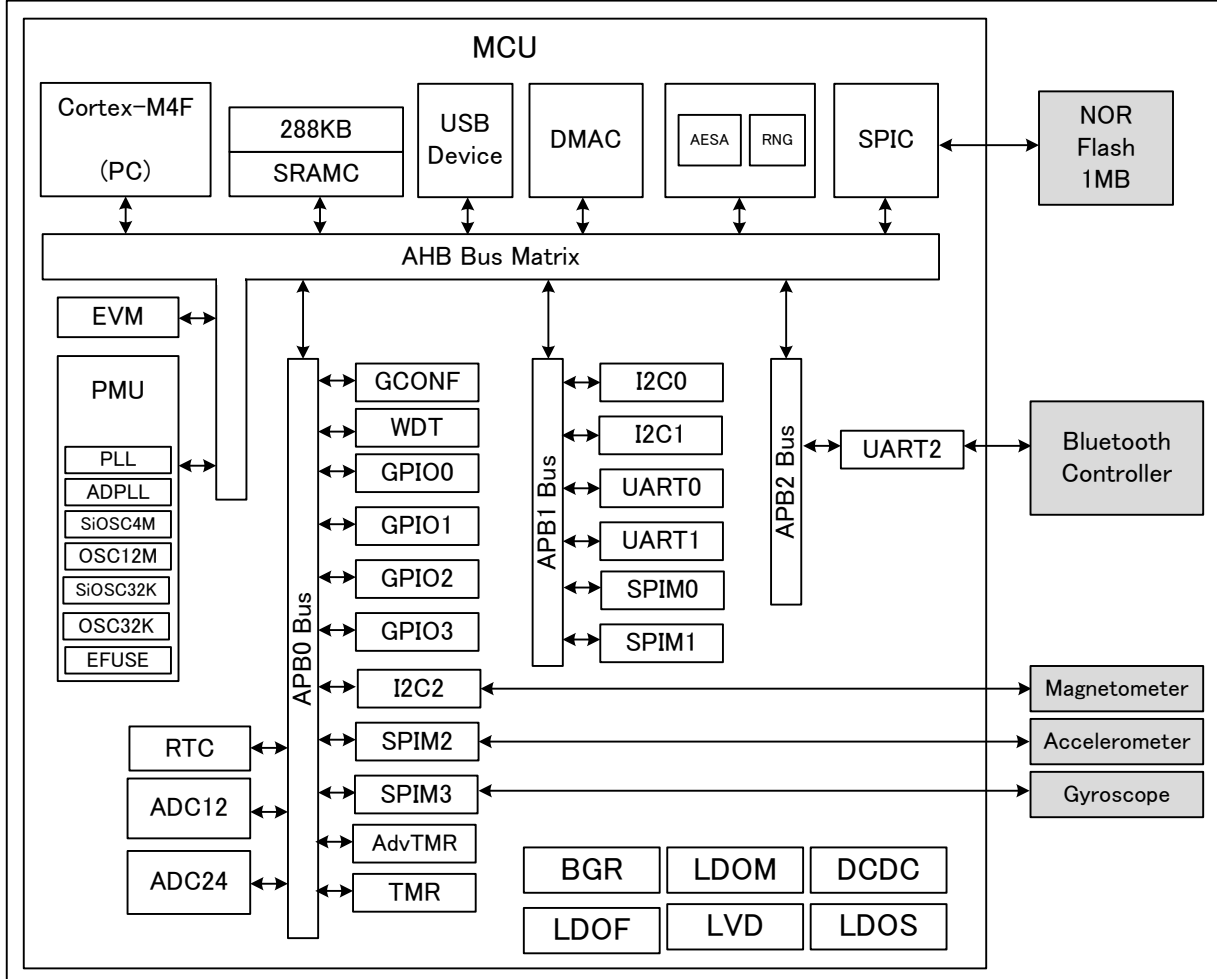 MCU
Cortex-M4F
(PC)
288KB
SRAMC
USB
Device
DMAC
AESA
RNG
SPIC
NOR
Flash
1MB
AHB Bus Matrix
EVM
PMU
PLL
ADPLL
SiOSC4M
OSC12M
SiOSC32K
OSC32K
EFUSE
RTC
ADC12
ADC24
APB0 Bus
GCONF
WDT
GPIO0
GPIO1
GPIO2
GPIO3
I2C2
SPIM2
SPIM3
AdvTMR
TMR
APB1 Bus
I2C0
I2C1
UART0
UART1
SPIM0
SPIM1
APB2 Bus
UART2
Bluetooth
Controller
Magnetometer
Accelerometer
Gyroscope
BGR
LDOM
DCDC
LDOF
LVD
LDOS